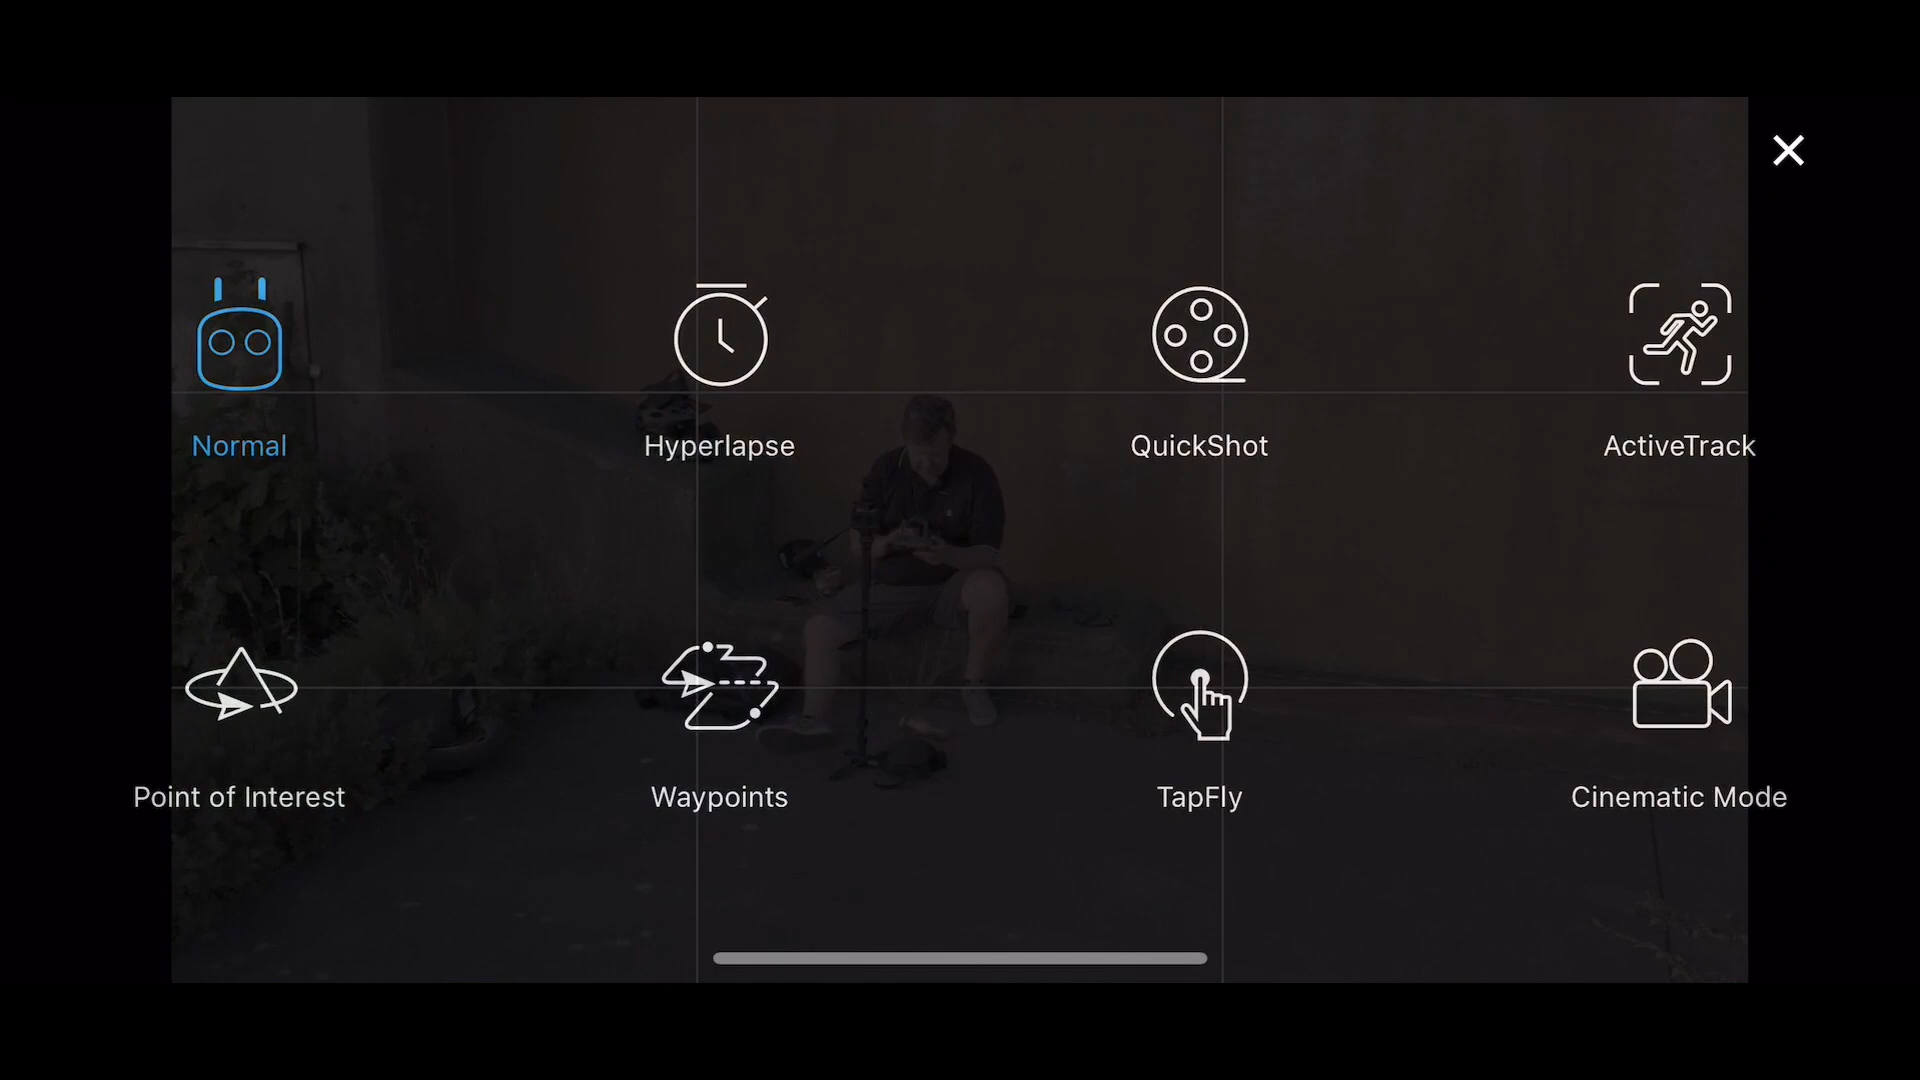 Normal
Hyperlapse
QuickShot
ActiveTrack
Point of Interest
Waypoints
TapFly
Cinematic Mode